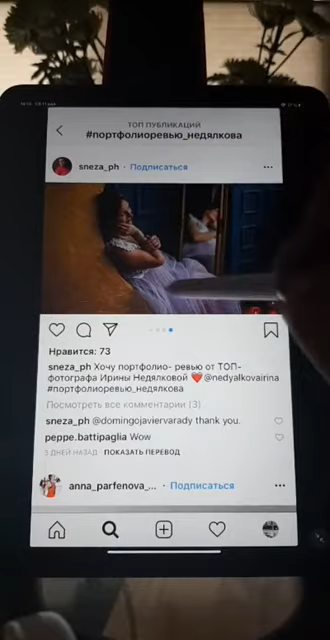 ТОП ПУБЛИКАЦИЙ
#портфолиоревью_недялкова
sneza_ph · Подписаться
Нравится: 73
sneza_ph Хочу портфолио- ревью от ТОП-
фотографа Ирины Недялковой ❤️@nedyalkovairina
#портфолиоревью_недялкова
Посмотреть все комментарии (3)
sneza_ph @domingojaviervarady thank you.
peppe.battipaglia Wow
5 ДНЕЙ НАЗАД · ПОКАЗАТЬ ПЕРЕВОД
anna_parfenova_... · Подписаться